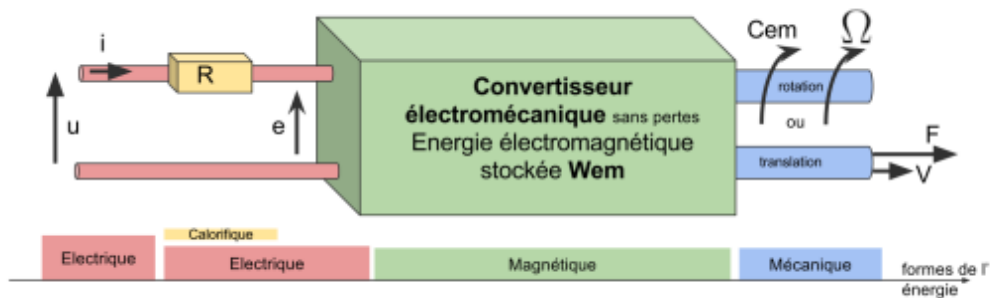 i
R
u
e
Convertisseur
électromécanique sans pertes
Energie électromagnétique
stockée Wem
Cem
Ω
rotation
ou
translation
F
V
Calorifique
Electrique
Electrique
Magnétique
Mécanique
formes de l'
énergie